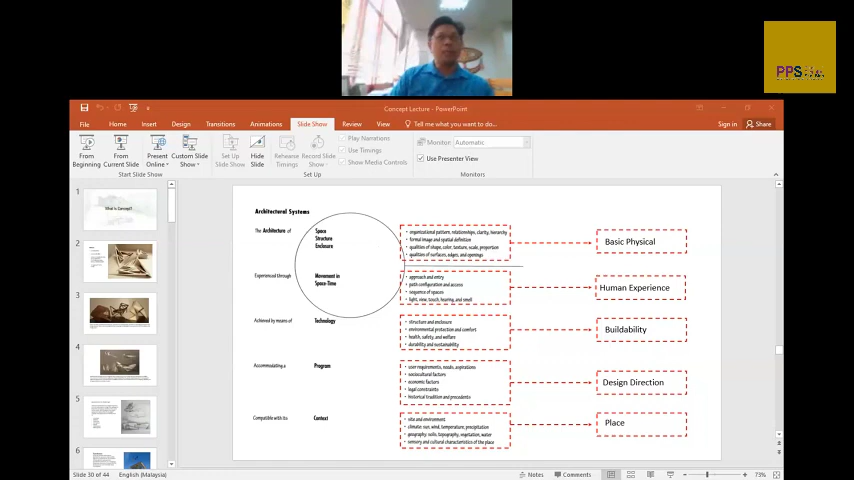 PPS
Concept Lecture - PowerPoint
File Home Insert Design Transitions Animations Slide Show Review View Tell me what you want to do... Sign in Share
From Beginning
From Current Slide
Present Online
Custom Slide Show
Set Up Slide Show
Hide Slide
Rehearse Timings
Record Slide Show
Play Narrations
Use Timings
Show Media Controls
Monitor: Automatic
Use Presenter View
Start Slide Show Set Up Monitors
1
What is Concept?
2
3
4
5
6
Architectural Systems
The Architecture of
Space
Structure
Enclosure
• organizational pattern, relationships, clarity, hierarchy
• formal image and spatial definition
• qualities of shape, color, texture, scale, proportion
• qualities of surfaces, edges, and openings
Basic Physical
Experienced through
Movement in
Space-Time
• approach and entry
• path configuration and access
• sequence of spaces
• light, view, touch, hearing, and smell
Human Experience
Achieved by means of
Technology
• structure and enclosure
• environmental protection and comfort
• health, safety, and welfare
• durability and sustainability
Buildability
Accommodating a
Program
• user requirements, needs, aspirations
• sociocultural factors
• economic factors
• legal constraints
• historical tradition and precedents
Design Direction
Compatible with its
Context
• site and environment
• climate: sun, wind, temperature, precipitation
• geography: soils, topography, vegetation, water
• sensory and cultural characteristics of the place
Place
Slide 30 of 44 English (Malaysia) Notes Comments 73%